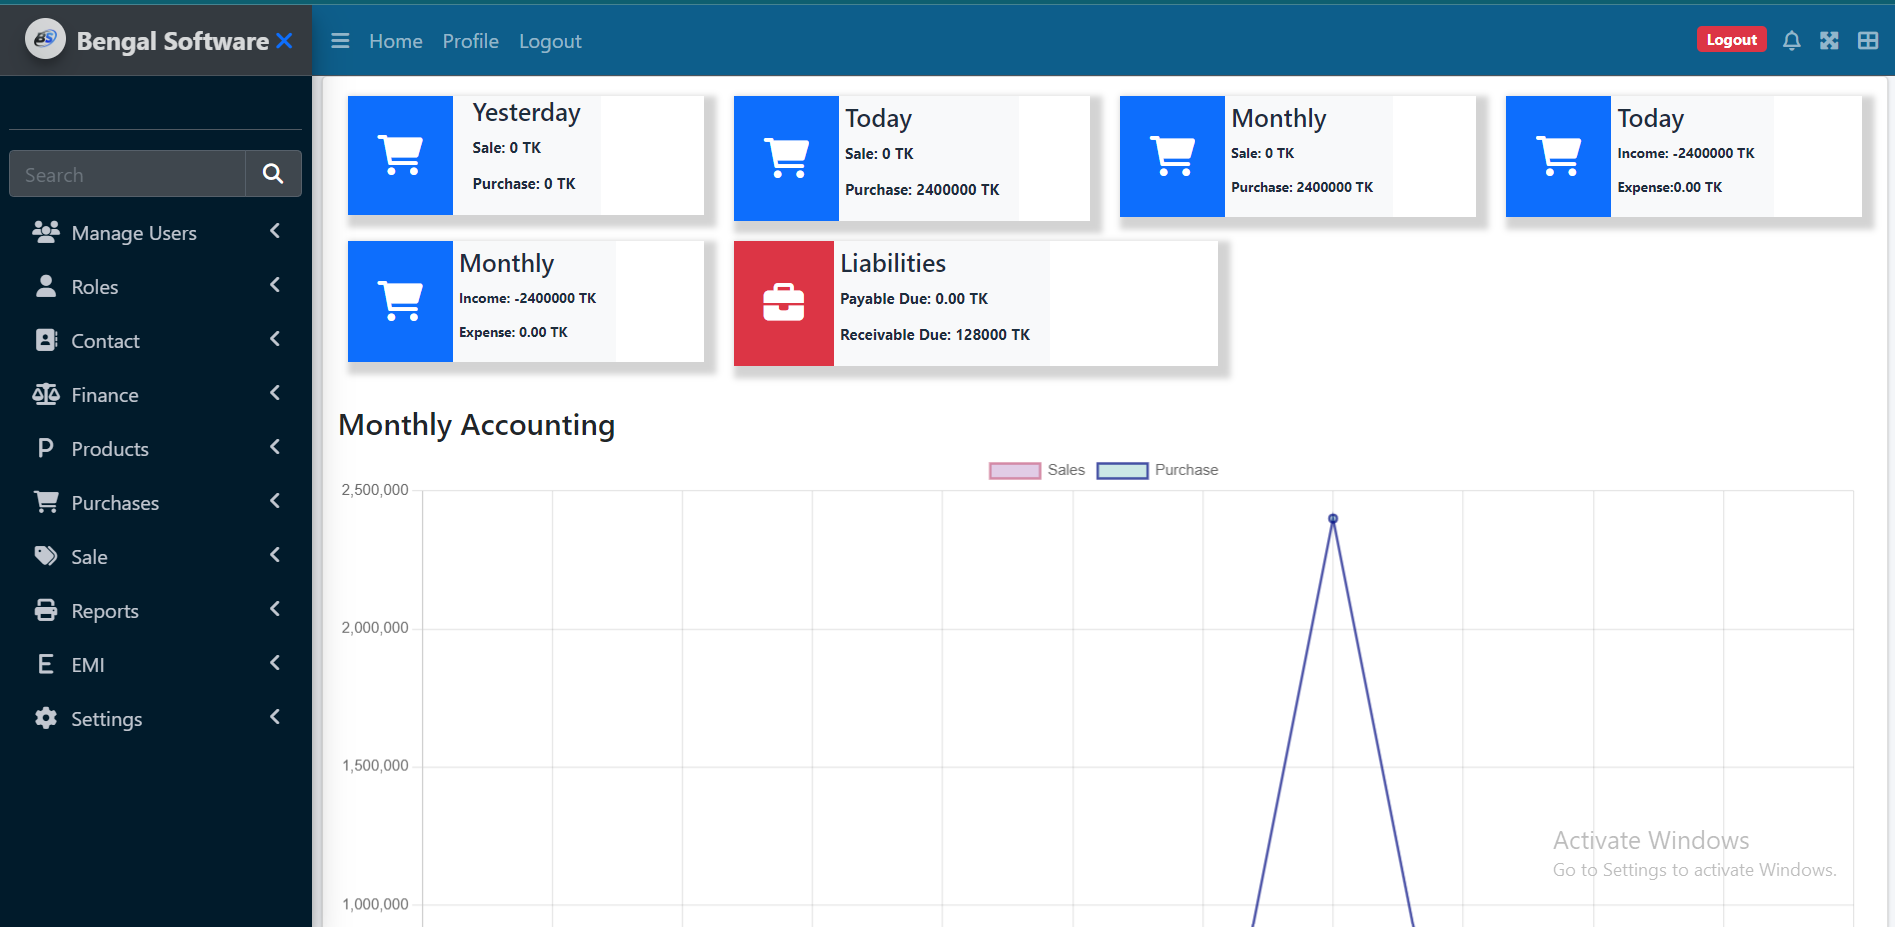 BS Bengal Software
Home Profile Logout
Logout
Search
Manage Users
Roles
Contact
Finance
P Products
Purchases
Sale
Reports
E EMI
Settings
Yesterday
Sale: 0 TK
Purchase: 0 TK
Today
Sale: 0 TK
Purchase: 2400000 TK
Monthly
Sale: 0 TK
Purchase: 2400000 TK
Today
Income: -2400000 TK
Expense:0.00 TK
Monthly
Income: -2400000 TK
Expense: 0.00 TK
Liabilities
Payable Due: 0.00 TK
Receivable Due: 128000 TK
Monthly Accounting
Sales Purchase
2,500,000
2,000,000
1,500,000
1,000,000
Activate Windows
Go to Settings to activate Windows.